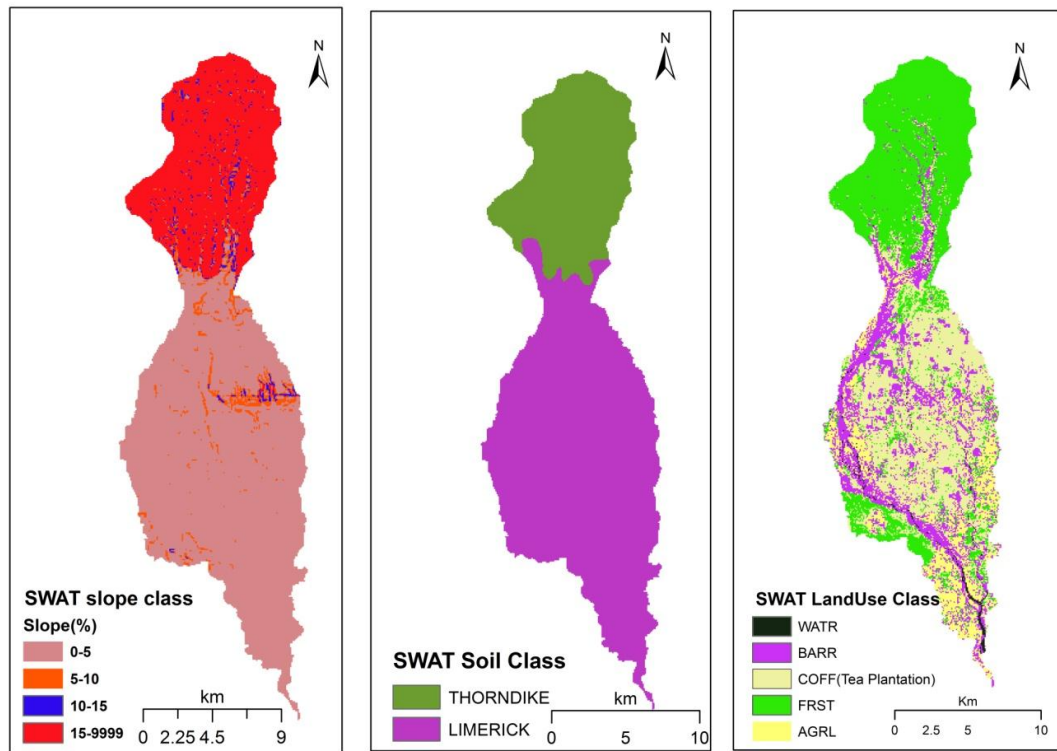 N
SWAT slope class
Slope(%)
0-5
5-10
10-15
15-9999
km
0 2.25 4.5 9
N
SWAT Soil Class
THORNDIKE
LIMERICK
km
0 5 10
N
SWAT LandUse Class
WATR
BARR
COFF(Tea Plantation)
FRST
AGRL
Km
0 2.5 5 10